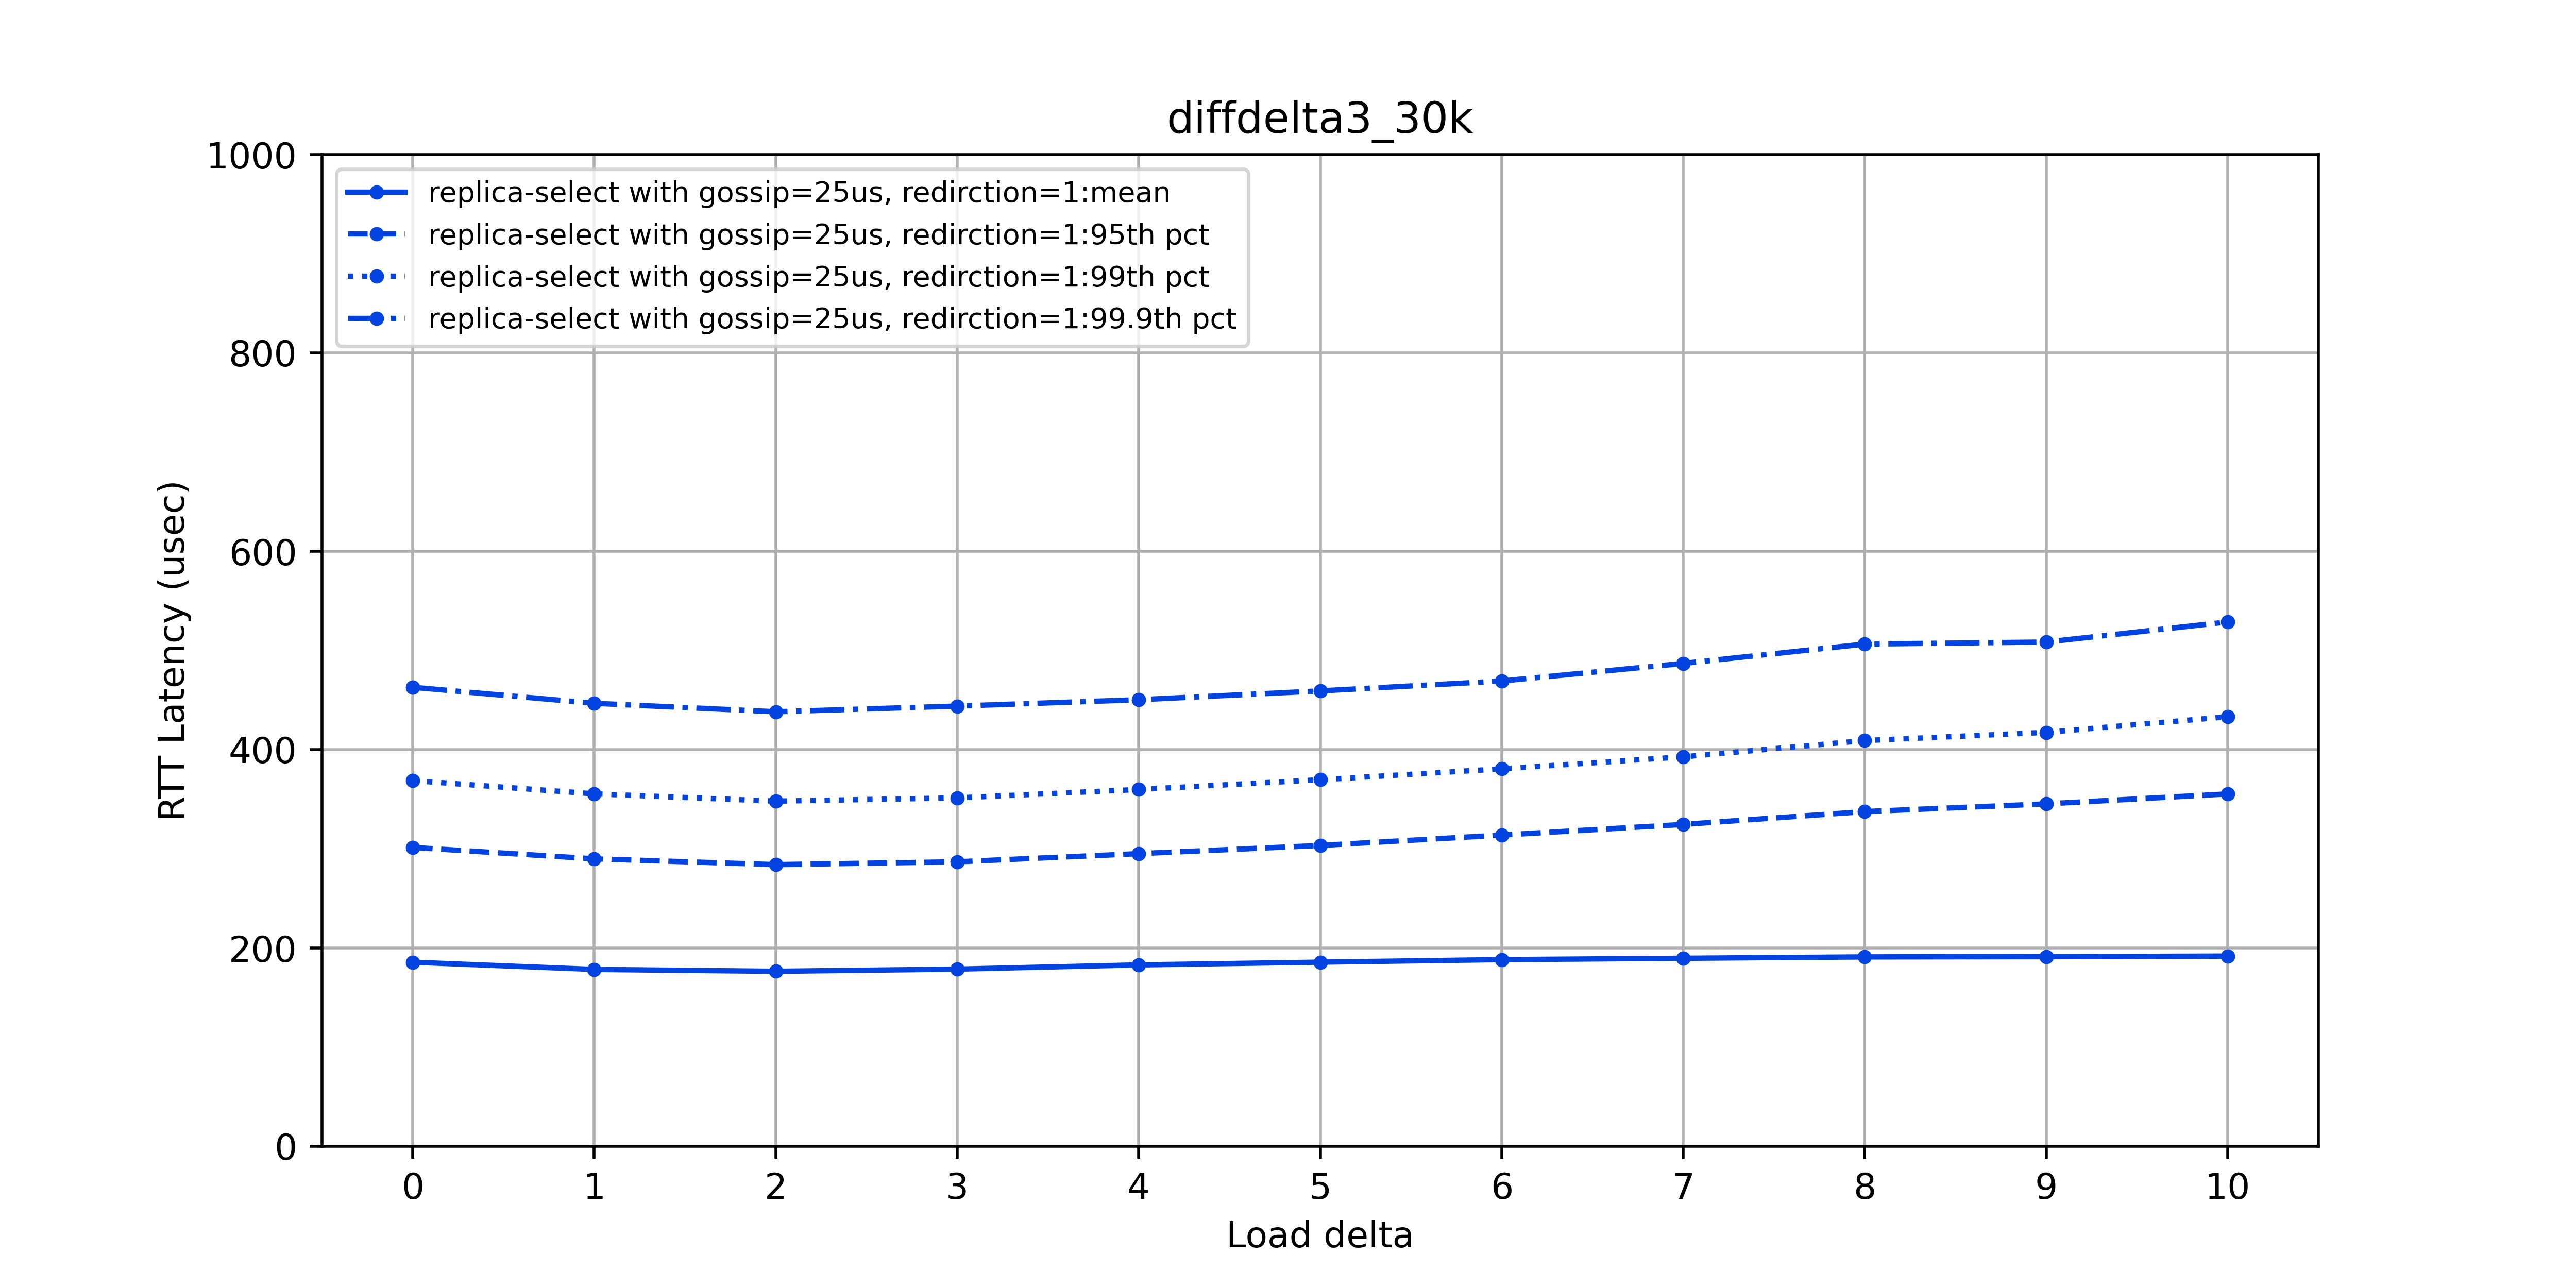 diffdelta3_30k
1000
800
600
400
200
0
RTT Latency (usec)
replica-select with gossip=25us, redirction=1:mean
replica-select with gossip=25us, redirction=1:95th pct
replica-select with gossip=25us, redirction=1:99th pct
replica-select with gossip=25us, redirction=1:99.9th pct
0 1 2 3 4 5 6 7 8 9 10
Load delta